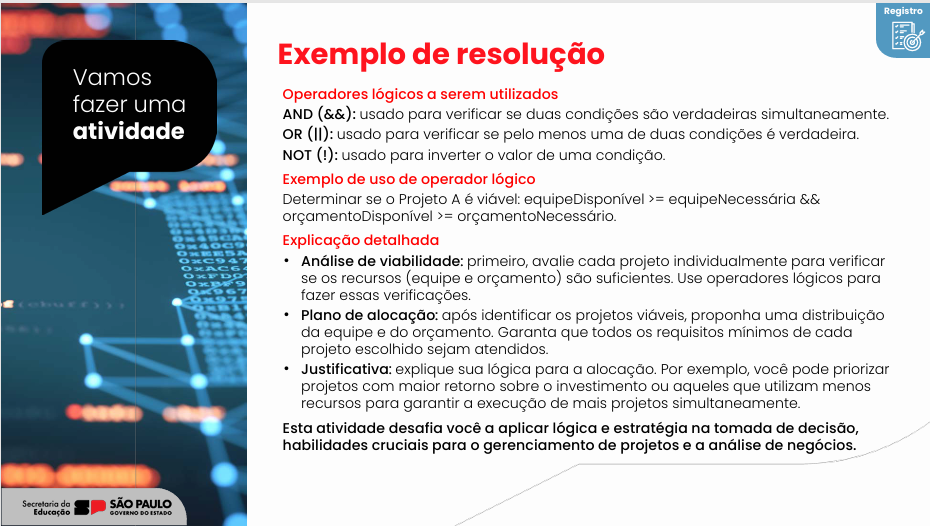 Registro
Vamos
fazer uma
atividade
Exemplo de resolução
Operadores lógicos a serem utilizados
AND (&&): usado para verificar se duas condições são verdadeiras simultaneamente.
OR (||): usado para verificar se pelo menos uma de duas condições é verdadeira.
NOT (!): usado para inverter o valor de uma condição.
Exemplo de uso de operador lógico
Determinar se o Projeto A é viável: equipeDisponível >= equipeNecessária &&
orçamentoDisponível >= orçamentoNecessário.
Explicação detalhada
• Análise de viabilidade: primeiro, avalie cada projeto individualmente para verificar
se os recursos (equipe e orçamento) são suficientes. Use operadores lógicos para
fazer essas verificações.
• Plano de alocação: após identificar os projetos viáveis, proponha uma distribuição
da equipe e do orçamento. Garanta que todos os requisitos mínimos de cada
projeto escolhido sejam atendidos.
• Justificativa: explique sua lógica para a alocação. Por exemplo, você pode priorizar
projetos com maior retorno sobre o investimento ou aqueles que utilizam menos
recursos para garantir a execução de mais projetos simultaneamente.
Esta atividade desafia você a aplicar lógica e estratégia na tomada de decisão,
habilidades cruciais para o gerenciamento de projetos e a análise de negócios.
Secretaria da
Educação
SÃO PAULO
GOVERNO DO ESTADO